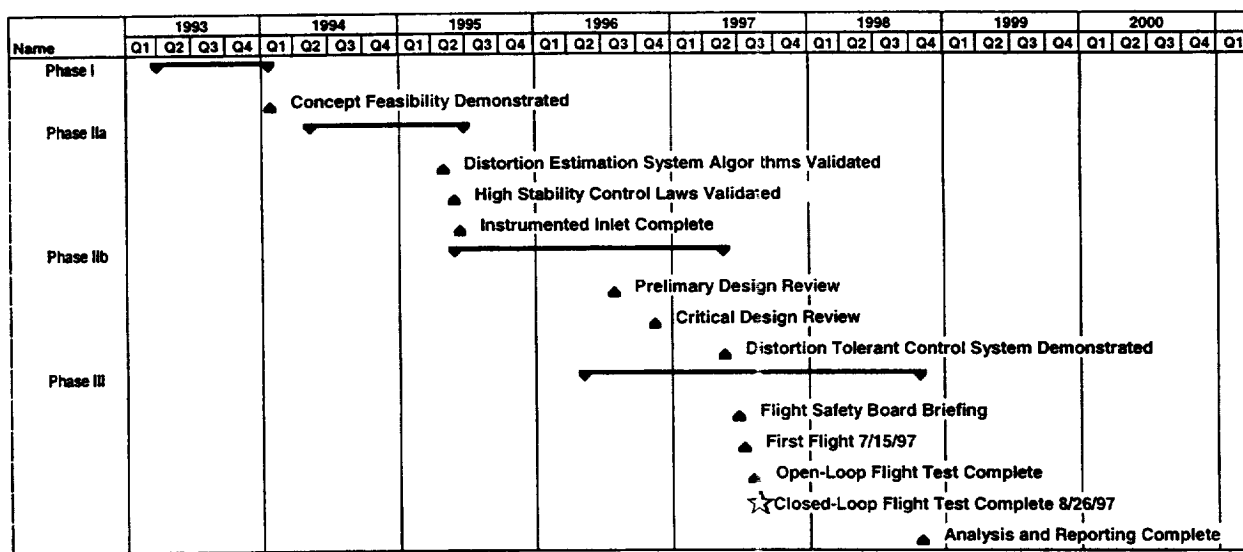 1993 1994 1995 1996 1997 1998 1999 2000
Name Q1 Q2 Q3 Q4 Q1 Q2 Q3 Q4 Q1 Q2 Q3 Q4 Q1 Q2 Q3 Q4 Q1 Q2 Q3 Q4 Q1 Q2 Q3 Q4 Q1 Q2 Q3 Q4 Q1 Q2 Q3 Q4 Q1
Phase I
Concept Feasibility Demonstrated
Phase IIa
Distortion Estimation System Algorithms Validated
High Stability Control Laws Validated
Instrumented Inlet Complete
Phase IIb
Prelimary Design Review
Critical Design Review
Distortion Tolerant Control System Demonstrated
Phase III
Flight Safety Board Briefing
First Flight 7/15/97
Open-Loop Flight Test Complete
Closed-Loop Flight Test Complete 8/26/97
Analysis and Reporting Complete